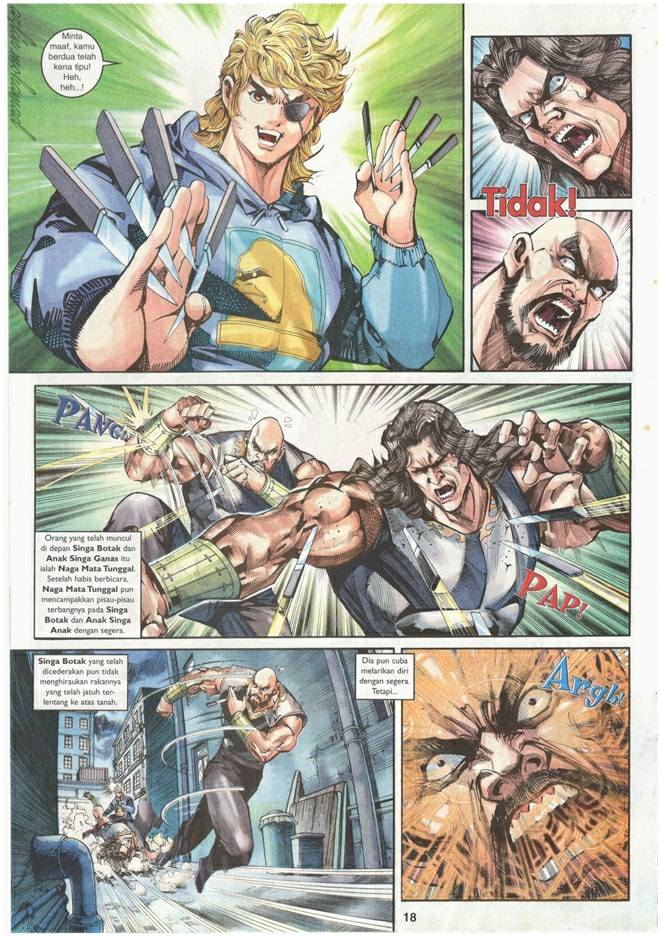 Minta
maaf, kamu
berdua telah
kena tipu!
Heh,
heh...!
Tidak!
PANG!!
Orang yang telah muncul
di depan Singa Botak dan
Anak Singa Ganas itu
ialah Naga Mata Tunggal.
Setelah habis berbicara,
Naga Mata Tunggal pun
mencampakkan pisau-pisau
terbangnya pada Singa
Botak dan Anak Singa
Anak dengan segera.
PAP!
Singa Botak yang telah
dicederakan pun tidak
menghiraukan rakannya
yang telah jatuh ter-
lentang ke atas tanah.
Dia pun cuba
melarikan diri
dengan segera.
Tetapi...
Argh!
18